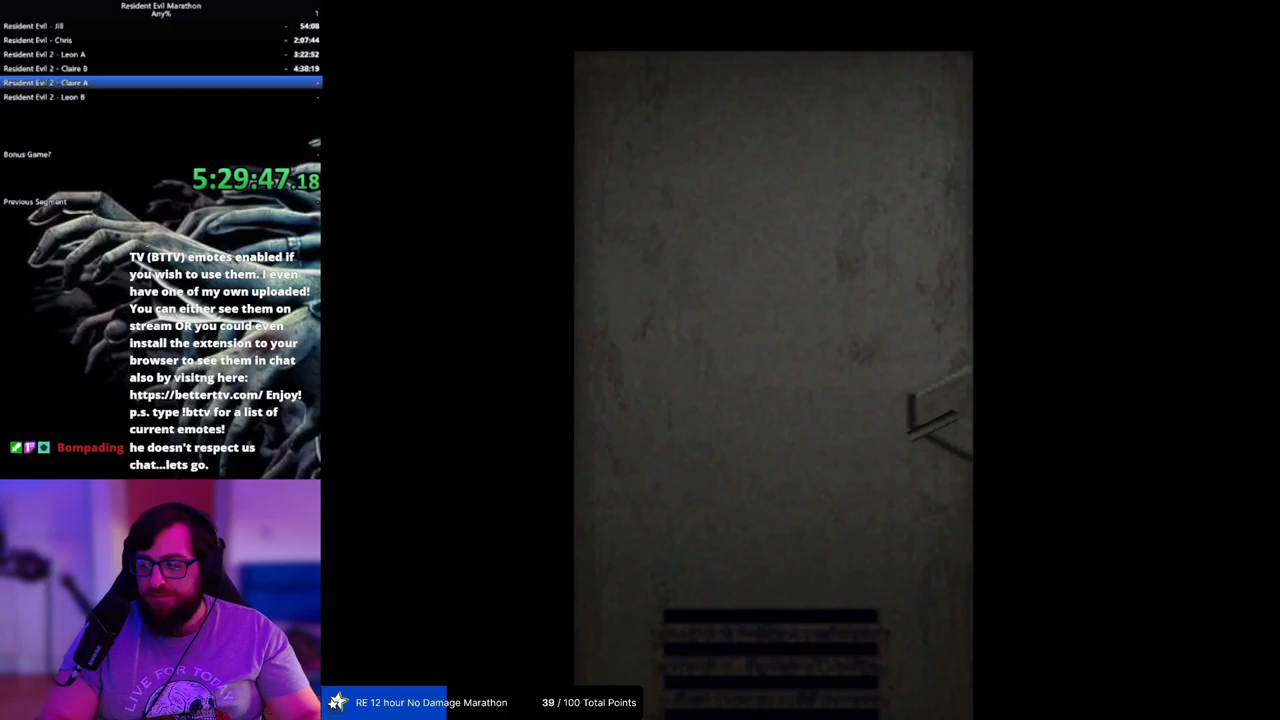 Resident Evil Marathon
Any%
1
Resident Evil - Jill - 54:08
Resident Evil - Chris - 2:07:44
Resident Evil 2 - Leon A - 3:22:52
Resident Evil 2 - Claire B - 4:38:19
Resident Evil 2 - Claire A -
Resident Evil 2 - Leon B -
Bonus Game? -
5:29:47.18
Previous Segment -
TV (BTTV) emotes enabled if
you wish to use them. I even
have one of my own uploaded!
You can either see them on
stream OR you could even
install the extension to your
browser to see them in chat
also by visitng here:
https://betterttv.com/ Enjoy!
p.s. type !bttv for a list of
current emotes!
Bompading he doesn't respect us
chat...lets go.
LIVE FOR TODAY
RE 12 hour No Damage Marathon 39 / 100 Total Points